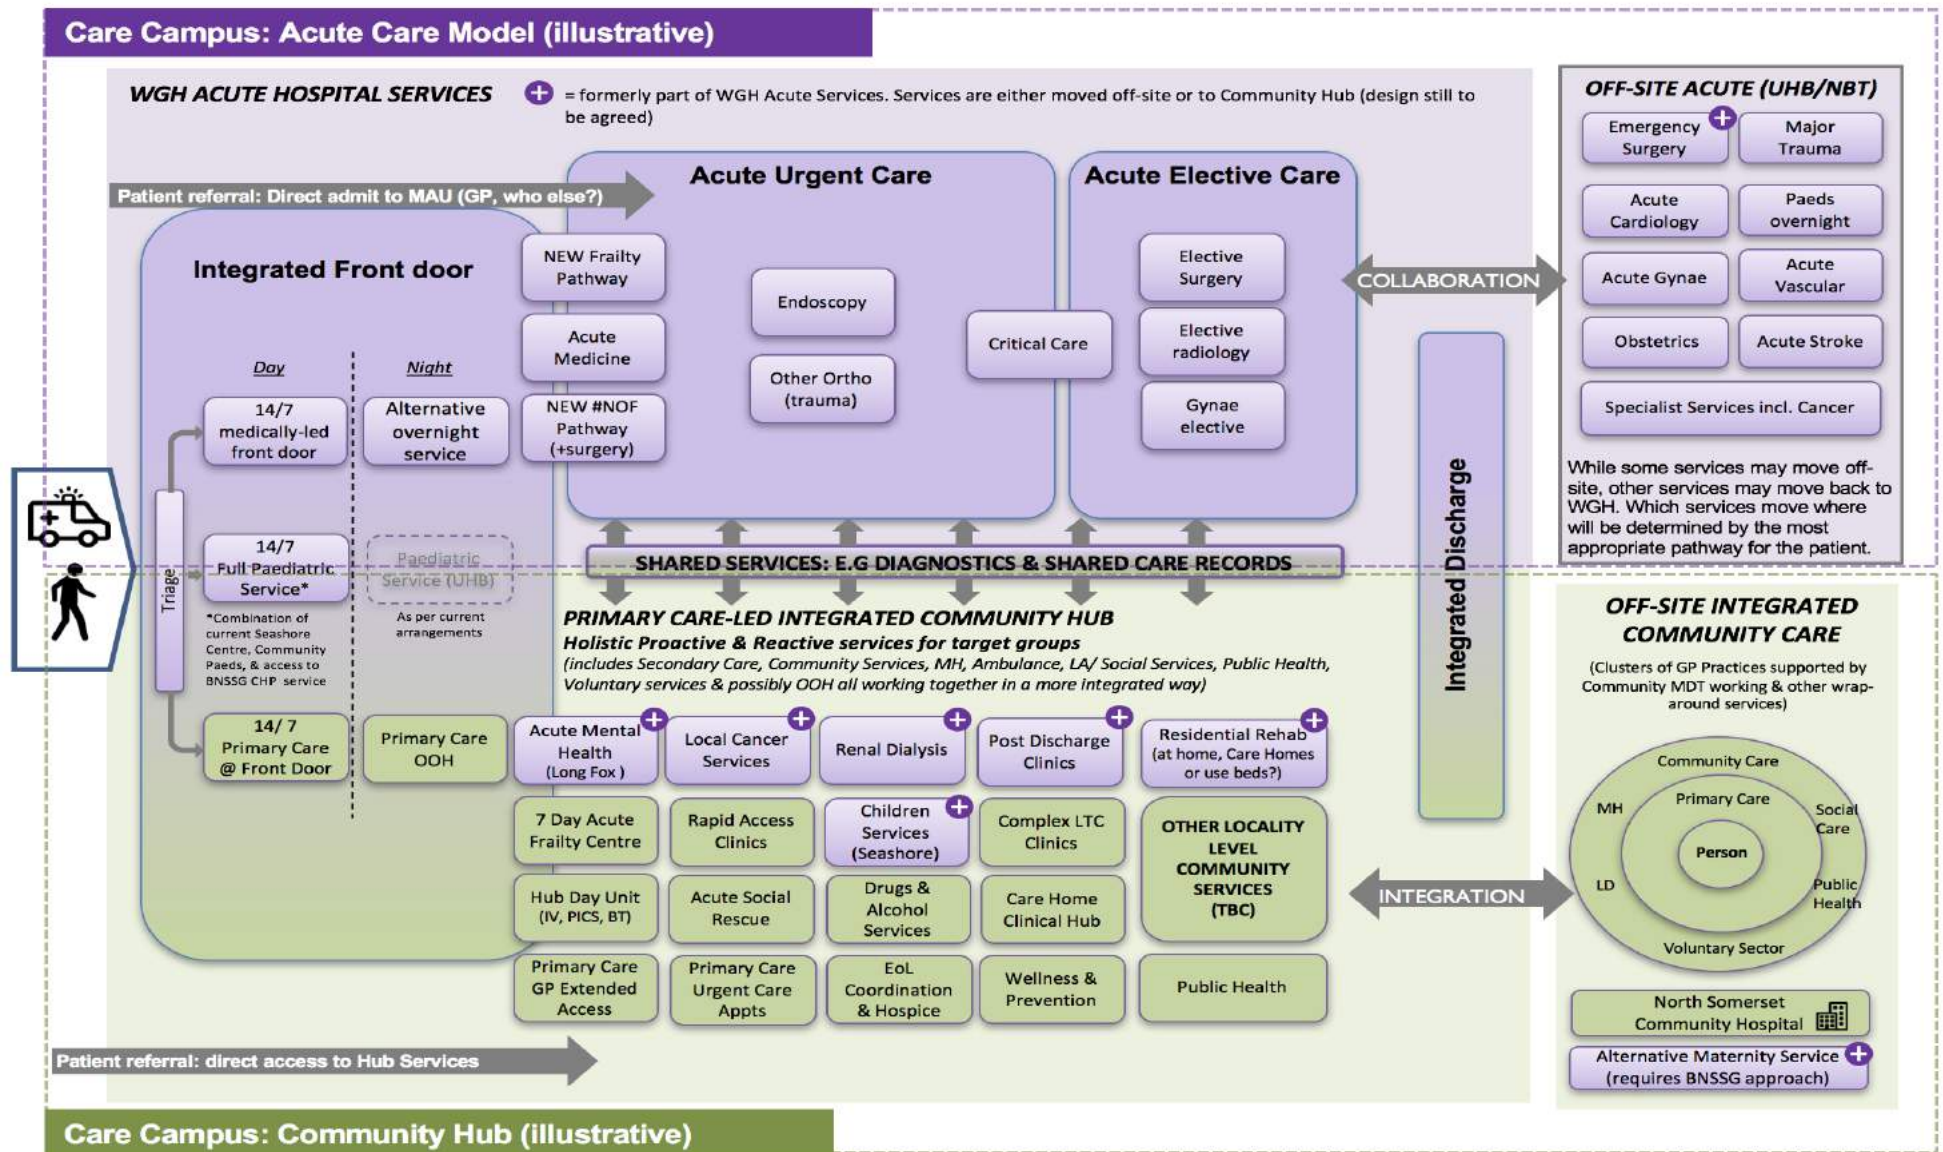 Care Campus: Acute Care Model (illustrative)
WGH ACUTE HOSPITAL SERVICES
= formerly part of WGH Acute Services. Services are either moved off-site or to Community Hub (design still to
be agreed)
Patient referral: Direct admit to MAU (GP, who else?)
Integrated Front door
Day
Night
14/7
medically-led
front door
Alternative
overnight
service
Triage
14/7
Full Paediatric
Service*
Paediatric
Service (UHB)
*Combination of
current Seashore
Centre, Community
Paeds, & access to
BNSSG CHP service
As per current
arrangements
14/ 7
Primary Care
@ Front Door
Primary Care
OOH
Acute Urgent Care
NEW Frailty
Pathway
Acute
Medicine
NEW #NOF
Pathway
(+surgery)
Endoscopy
Other Ortho
(trauma)
Critical Care
Acute Elective Care
Elective
Surgery
Elective
radiology
Gynae
elective
COLLABORATION
OFF-SITE ACUTE (UHB/NBT)
Emergency
Surgery
Major
Trauma
Acute
Cardiology
Paeds
overnight
Acute Gynae
Acute
Vascular
Obstetrics
Acute Stroke
Specialist Services incl. Cancer
While some services may move off-
site, other services may move back to
WGH. Which services move where
will be determined by the most
appropriate pathway for the patient.
Integrated Discharge
SHARED SERVICES: E.G DIAGNOSTICS & SHARED CARE RECORDS
PRIMARY CARE-LED INTEGRATED COMMUNITY HUB
Holistic Proactive & Reactive services for target groups
(includes Secondary Care, Community Services, MH, Ambulance, LA/ Social Services, Public Health,
Voluntary services & possibly OOH all working together in a more integrated way)
Acute Mental
Health
(Long Fox )
Local Cancer
Services
Renal Dialysis
Post Discharge
Clinics
Residential Rehab
(at home, Care Homes
or use beds?)
7 Day Acute
Frailty Centre
Rapid Access
Clinics
Children
Services
(Seashore)
Complex LTC
Clinics
OTHER LOCALITY
LEVEL
COMMUNITY
SERVICES
(TBC)
Hub Day Unit
(IV, PICS, BT)
Acute Social
Rescue
Drugs &
Alcohol
Services
Care Home
Clinical Hub
Primary Care
GP Extended
Access
Primary Care
Urgent Care
Appts
EoL
Coordination
& Hospice
Wellness &
Prevention
Public Health
INTEGRATION
OFF-SITE INTEGRATED
COMMUNITY CARE
(Clusters of GP Practices supported by
Community MDT working & other wrap-
around services)
Community Care
Primary Care
MH
Social
Care
Person
LD
Public
Health
Voluntary Sector
North Somerset
Community Hospital
Alternative Maternity Service
(requires BNSSG approach)
Patient referral: direct access to Hub Services
Care Campus: Community Hub (illustrative)